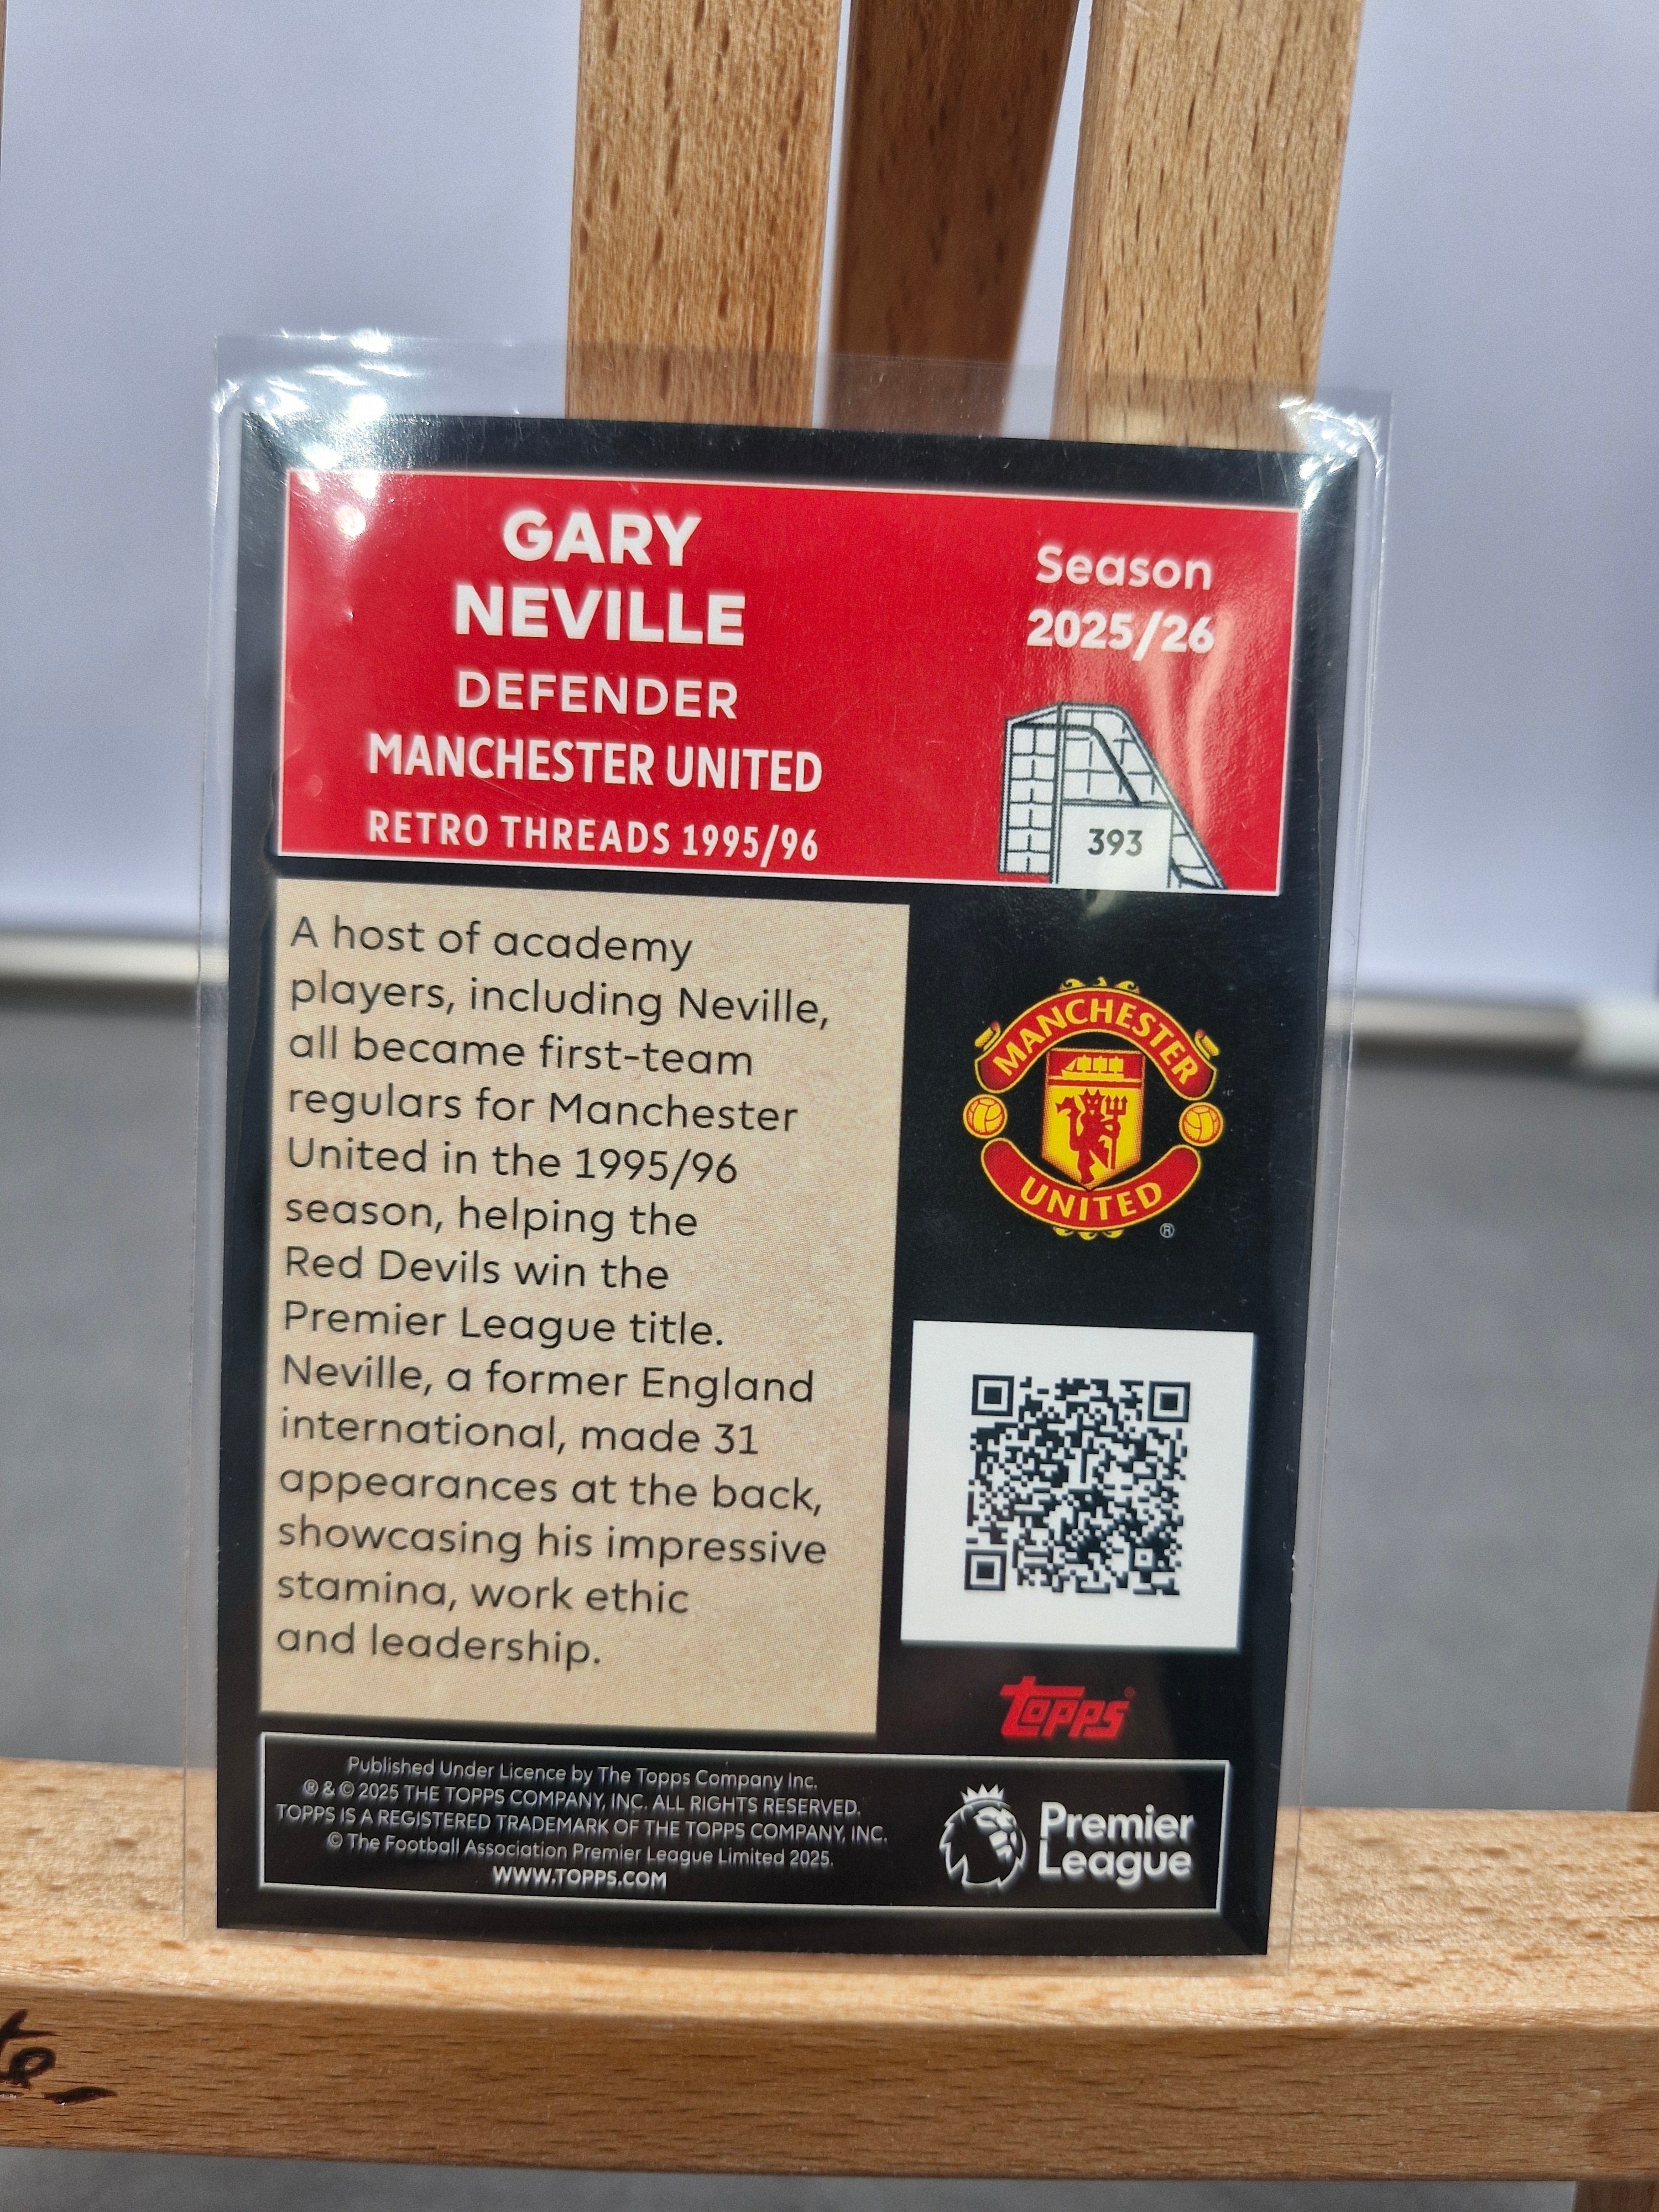 GARY
NEVILLE
DEFENDER
MANCHESTER UNITED
RETRO THREADS 1995/96
Season
2025/26
393
A host of academy
players, including Neville,
all became first-team
regulars for Manchester
United in the 1995/96
season, helping the
Red Devils win the
Premier League title.
Neville, a former England
international, made 31
appearances at the back,
showcasing his impressive
stamina, work ethic
and leadership.
MANCHESTER
UNITED
®
Topps®
Published Under Licence by The Topps Company Inc.
® & © 2025 THE TOPPS COMPANY, INC. ALL RIGHTS RESERVED.
TOPPS IS A REGISTERED TRADEMARK OF THE TOPPS COMPANY, INC.
© The Football Association Premier League Limited 2025.
WWW.TOPPS.COM
Premier
League